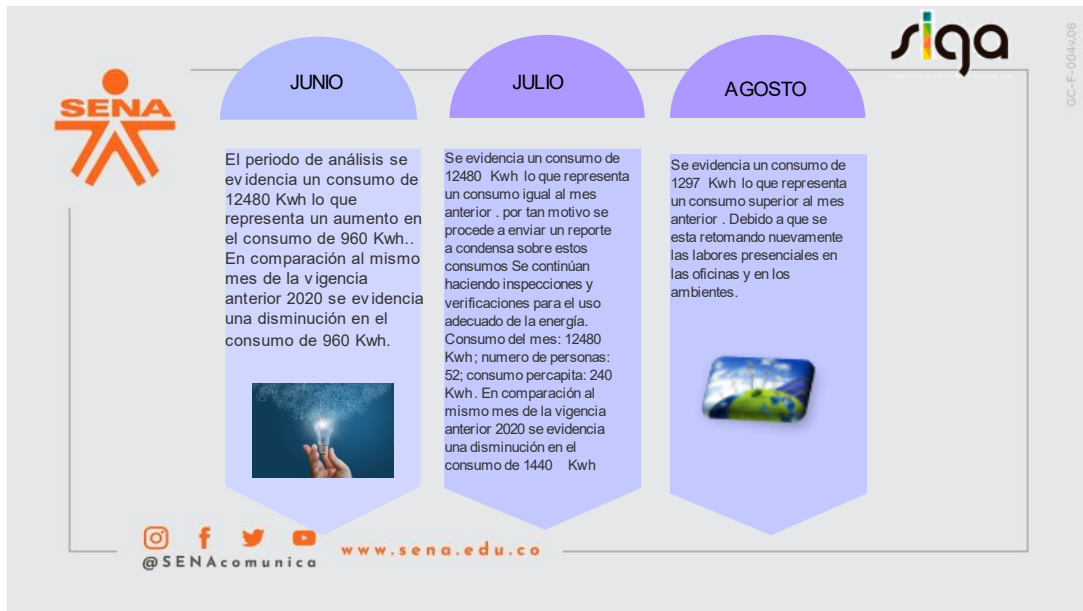 siga
GC-F-004v.06
SENA
JUNIO
El periodo de análisis se
evidencia un consumo de
12480 Kwh lo que
representa un aumento en
el consumo de 960 Kwh..
En comparación al mismo
mes de la vigencia
anterior 2020 se evidencia
una disminución en el
consumo de 960 Kwh.
JULIO
Se evidencia un consumo de
12480 Kwh lo que representa
un consumo igual al mes
anterior . por tan motivo se
procede a enviar un reporte
a condensa sobre estos
consumos Se continúan
haciendo inspecciones y
verificaciones para el uso
adecuado de la energía.
Consumo del mes: 12480
Kwh; numero de personas:
52; consumo percapita: 240
Kwh. En comparación al
mismo mes de la vigencia
anterior 2020 se evidencia
una disminución en el
consumo de 1440 Kwh
AGOSTO
Se evidencia un consumo de
1297 Kwh lo que representa
un consumo superior al mes
anterior . Debido a que se
esta retomando nuevamente
las labores presenciales en
las oficinas y en los
ambientes.
@SENAcomunica
www.sena.edu.co